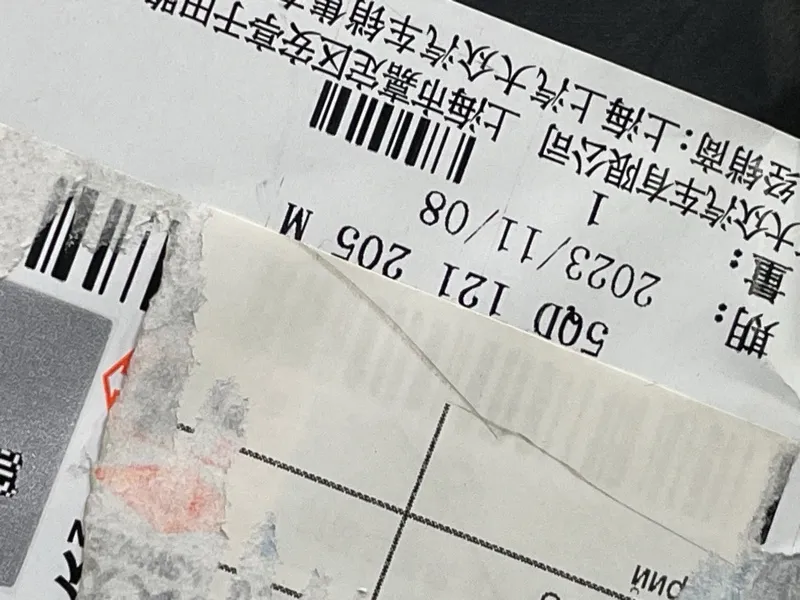 5QD 121 205 M
期: 2023/11/08
量: 1
大众汽车有限公司
经销商:上海上汽大众汽车销售
上海市嘉定区安亭于田路